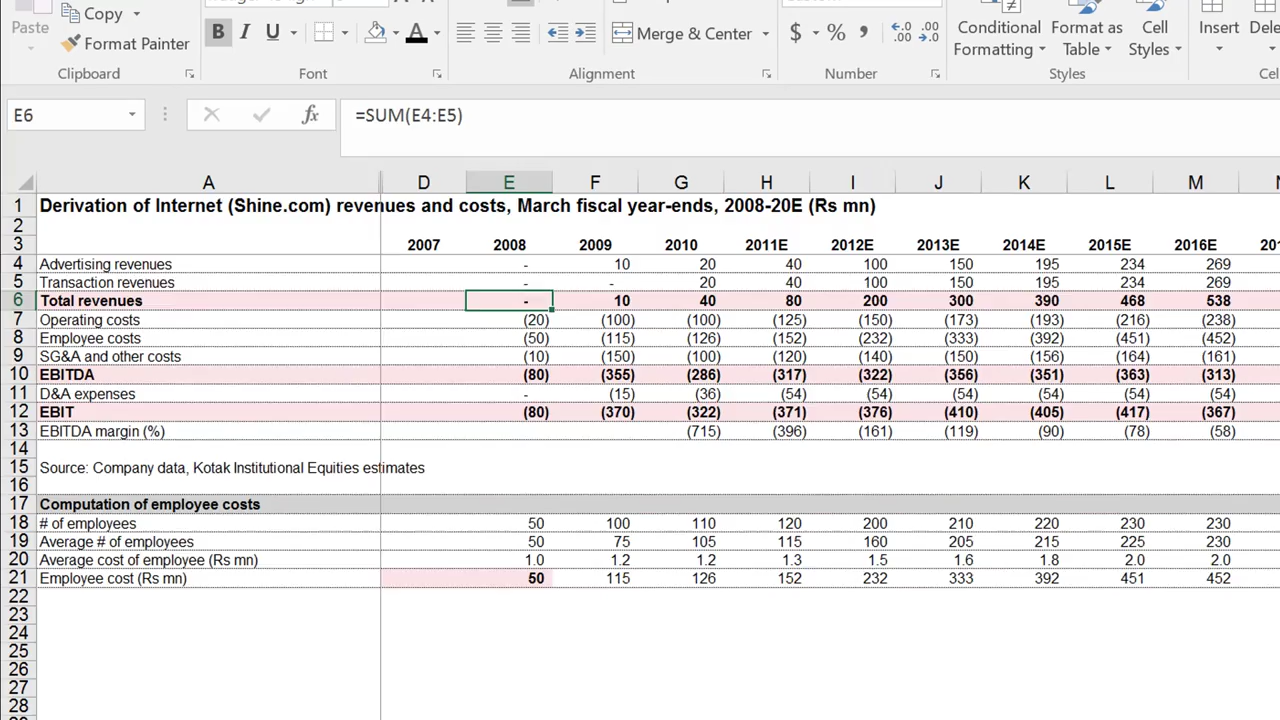 Copy
Paste
Format Painter
B I U
A
Merge & Center
$ % ,
Conditional Formatting
Format as Table
Cell Styles
Insert
Clipboard
Font
Alignment
Number
Styles
E6
fx
=SUM(E4:E5)
A D E F G H I J K L M
1 Derivation of Internet (Shine.com) revenues and costs, March fiscal year-ends, 2008-20E (Rs mn)
2
3 2007 2008 2009 2010 2011E 2012E 2013E 2014E 2015E 2016E
4 Advertising revenues - 10 20 40 100 150 195 234 269
5 Transaction revenues - - 20 40 100 150 195 234 269
6 Total revenues - 10 40 80 200 300 390 468 538
7 Operating costs (20) (100) (100) (125) (150) (173) (193) (216) (238)
8 Employee costs (50) (115) (126) (152) (232) (333) (392) (451) (452)
9 SG&A and other costs (10) (150) (100) (120) (140) (150) (156) (164) (161)
10 EBITDA (80) (355) (286) (317) (322) (356) (351) (363) (313)
11 D&A expenses - (15) (36) (54) (54) (54) (54) (54) (54)
12 EBIT (80) (370) (322) (371) (376) (410) (405) (417) (367)
13 EBITDA margin (%) (715) (396) (161) (119) (90) (78) (58)
14
15 Source: Company data, Kotak Institutional Equities estimates
16
17 Computation of employee costs
18 # of employees 50 100 110 120 200 210 220 230 230
19 Average # of employees 50 75 105 115 160 205 215 225 230
20 Average cost of employee (Rs mn) 1.0 1.2 1.2 1.3 1.5 1.6 1.8 2.0 2.0
21 Employee cost (Rs mn) 50 115 126 152 232 333 392 451 452
22
23
24
25
26
27
28